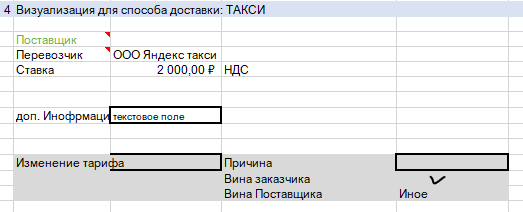 4 Визуализация для способа доставки: ТАКСИ
Поставщик
Перевозчик ООО Яндекс такси
Ставка 2 000,00 ₽ НДС
доп. Инофрмаци текстовое поле
Изменение тарифа Причина
Вина заказчика
Вина Поставщика Иное